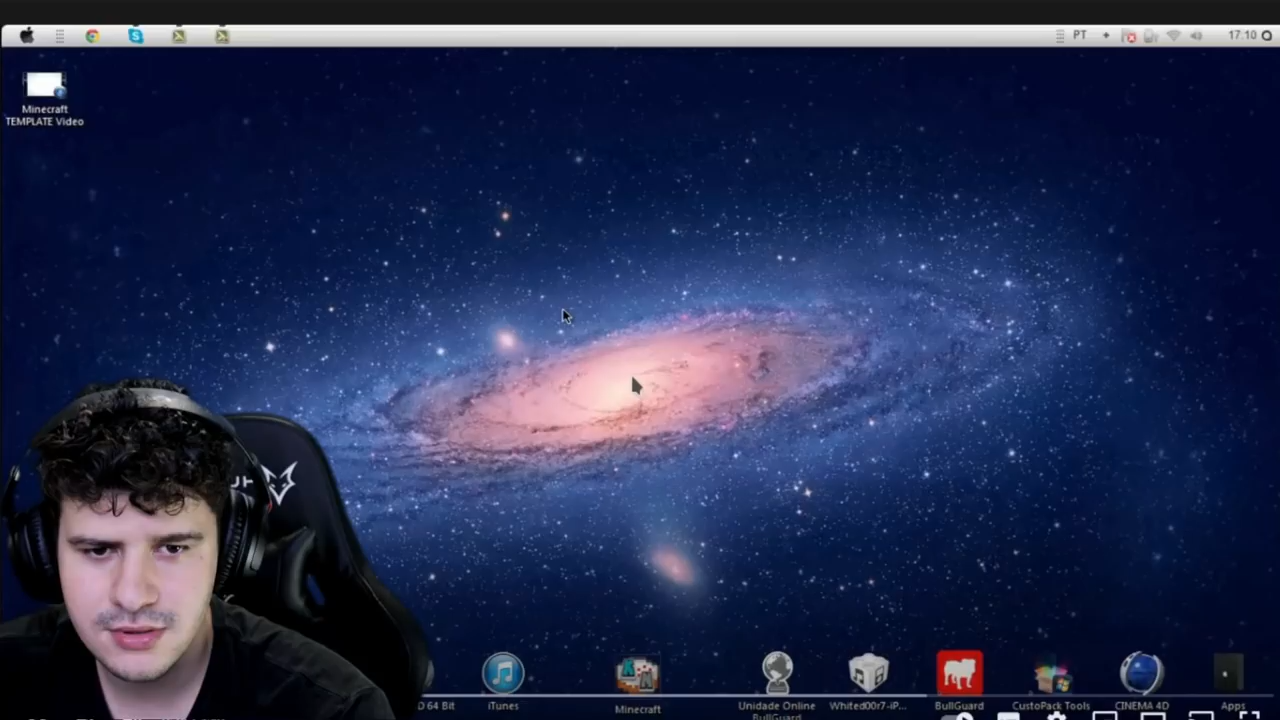 PT
17.10
Minecraft
TEMPLATE Video
D 64 Bit
iTunes
Minecraft
Unidade Online
BullGuard
Whited00r7-iP...
BullGuard
CustoPack Tools
CINEMA 4D
Apps